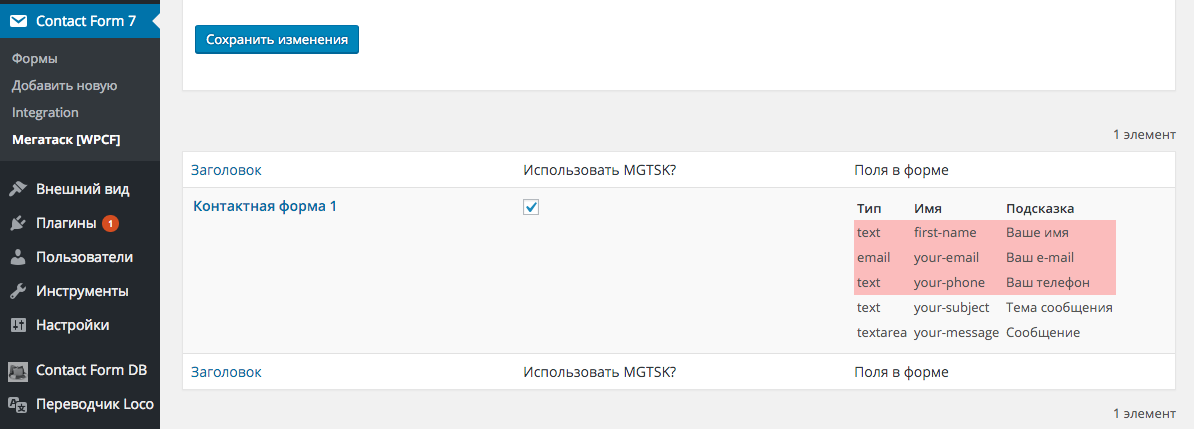 Contact Form 7
Формы
Добавить новую
Integration
Мегатаск [WPCF]
Внешний вид
Плагины 1
Пользователи
Инструменты
Настройки
Contact Form DB
Переводчик Loco
Сохранить изменения
1 элемент
Заголовок Использовать MGTSK? Поля в форме
Контактная форма 1
Тип Имя Подсказка
text first-name Ваше имя
email your-email Ваш e-mail
text your-phone Ваш телефон
text your-subject Тема сообщения
textarea your-message Сообщение
Заголовок Использовать MGTSK? Поля в форме
1 элемент